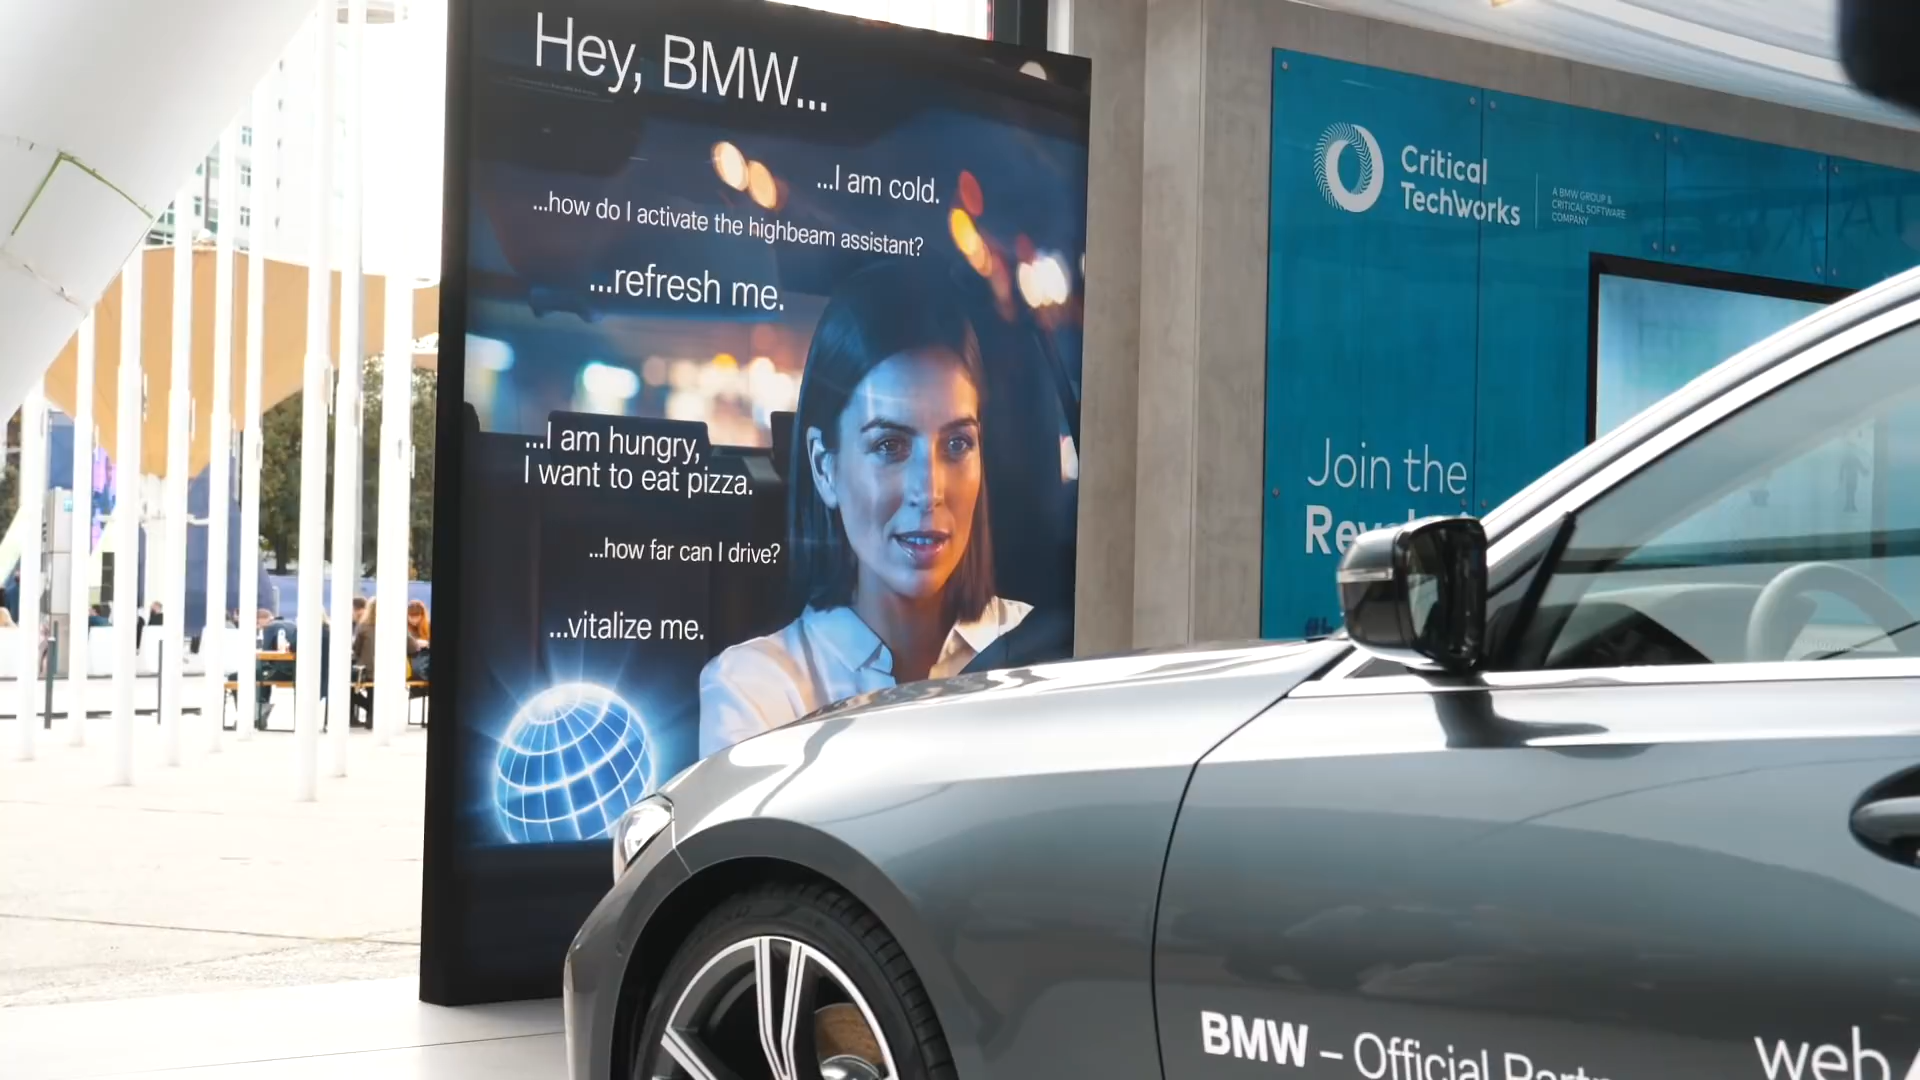 Hey, BMW...
...I am cold.
...how do I activate the highbeam assistant?
...refresh me.
...I am hungry,
I want to eat pizza.
...how far can I drive?
...vitalize me.
Critical
TechWorks
A BMW GROUP &
CRITICAL SOFTWARE
COMPANY
Join the
BMW – Official
web